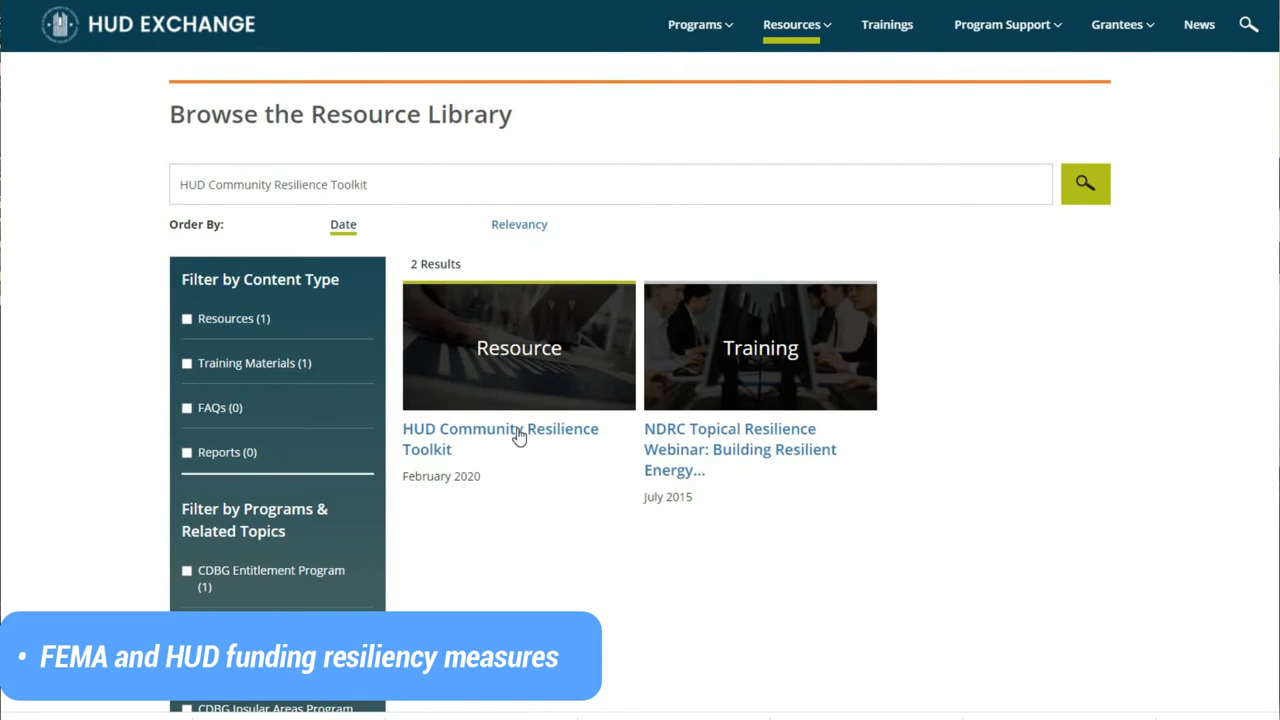 HUD EXCHANGE
Programs
Resources
Trainings
Program Support
Grantees
News
Browse the Resource Library
HUD Community Resilience Toolkit
Order By:
Date
Relevancy
Filter by Content Type
Resources (1)
Training Materials (1)
FAQs (0)
Reports (0)
Filter by Programs &
Related Topics
CDBG Entitlement Program
(1)
CDBG Insular Areas Program
2 Results
Resource
HUD Community Resilience
Toolkit
February 2020
Training
NDRC Topical Resilience
Webinar: Building Resilient
Energy...
July 2015
• FEMA and HUD funding resiliency measures